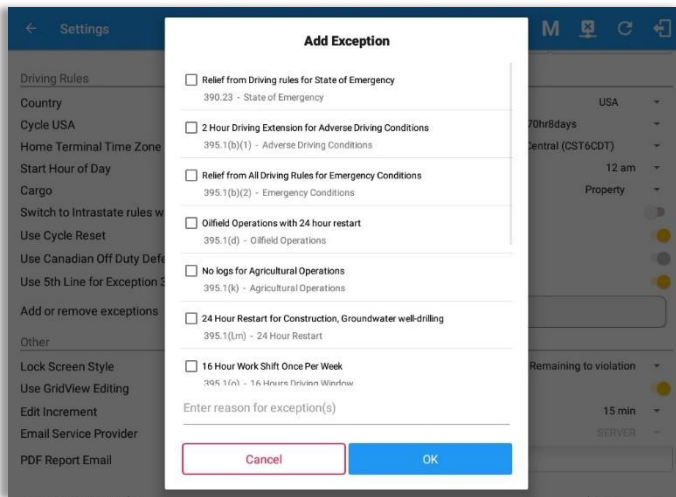 Settings
M
Add Exception
Relief from Driving rules for State of Emergency
390.23 - State of Emergency
2 Hour Driving Extension for Adverse Driving Conditions
395.1(b)(1) - Adverse Driving Conditions
Relief from All Driving Rules for Emergency Conditions
395.1(b)(2) - Emergency Conditions
Oilfield Operations with 24 hour restart
395.1(d) - Oilfield Operations
No logs for Agricultural Operations
395.1(k) - Agricultural Operations
24 Hour Restart for Construction, Groundwater well-drilling
395.1(l,m) - 24 Hour Restart
16 Hour Work Shift Once Per Week
395.1(o) - 16 Hours Driving Window
Enter reason for exception(s)
Cancel
OK
Driving Rules
Country USA
Cycle USA 70hr8days
Home Terminal Time Zone Central (CST6CDT)
Start Hour of Day 12 am
Cargo Property
Switch to Intrastate rules w
Use Cycle Reset
Use Canadian Off Duty Defe
Use 5th Line for Exception 3
Add or remove exceptions
Other
Lock Screen Style Remaining to violation
Use GridView Editing
Edit Increment 15 min
Email Service Provider SERVER
PDF Report Email